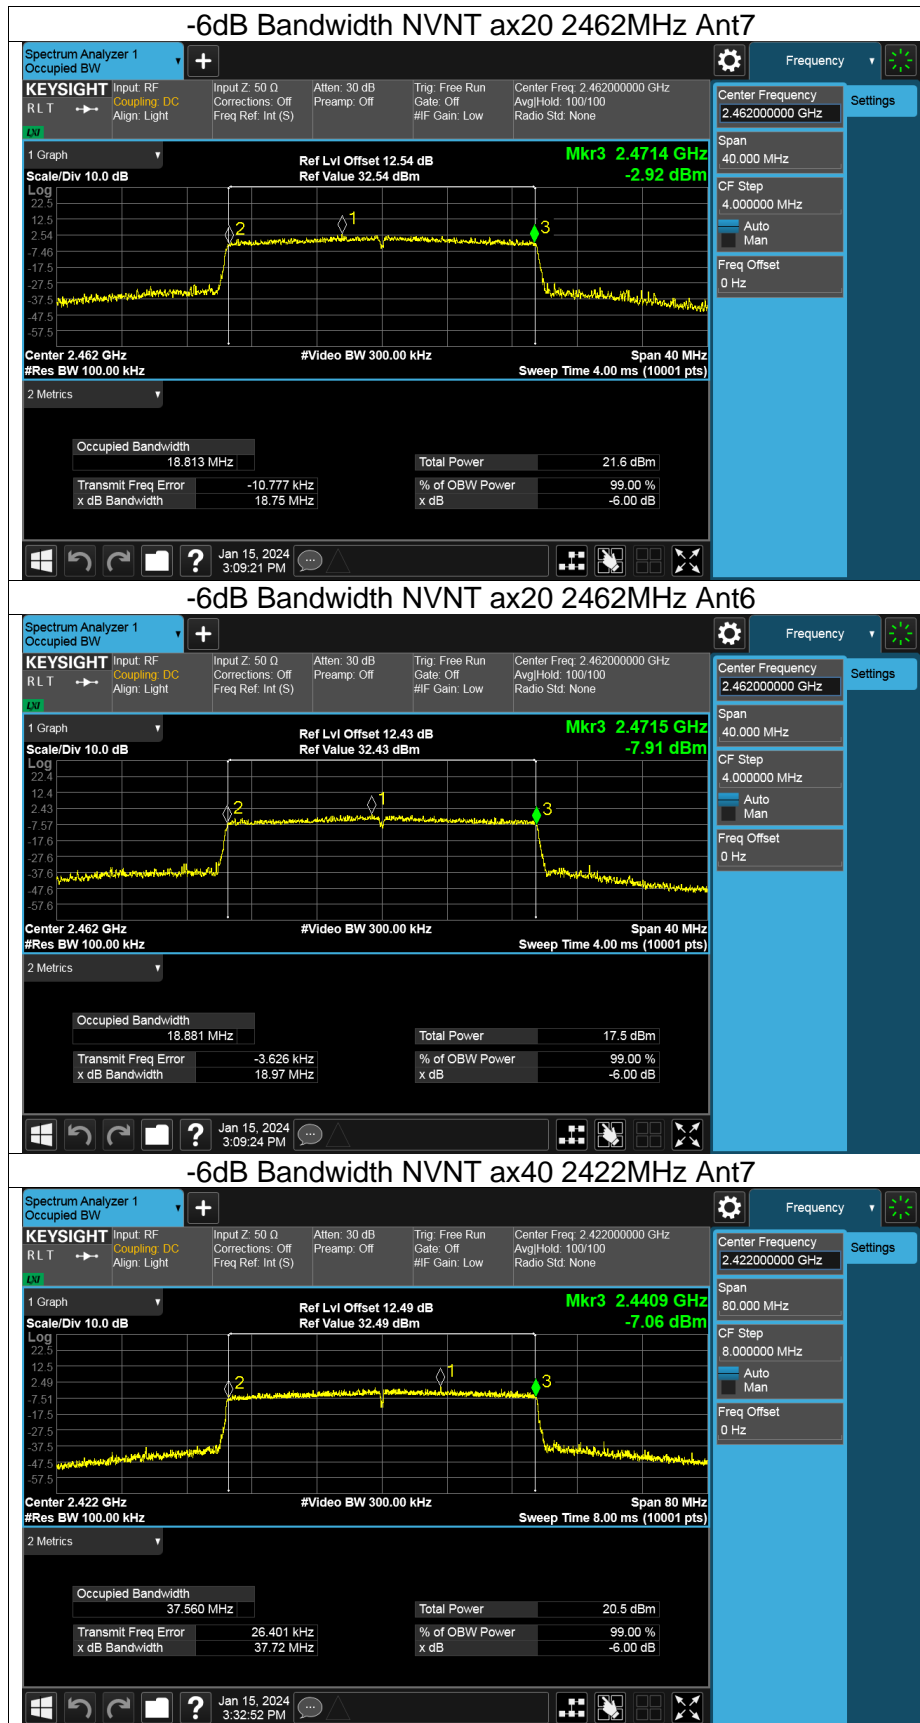 -6dB Bandwidth NVNT ax20 2462MHz Ant7
Spectrum Analyzer 1
Occupied BW
Frequency
KEYSIGHT
R L T
LXI
Input: RF
Coupling: DC
Align: Light
Input Z: 50 Ω
Corrections: Off
Freq Ref: Int (S)
Atten: 30 dB
Preamp: Off
Trig: Free Run
Gate: Off
#IF Gain: Low
Center Freq: 2.462000000 GHz
Avg|Hold: 100/100
Radio Std: None
Center Frequency
2.462000000 GHz
Settings
Span
40.000 MHz
CF Step
4.000000 MHz
Auto
Man
Freq Offset
0 Hz
1 Graph
Scale/Div 10.0 dB
Ref Lvl Offset 12.54 dB
Ref Value 32.54 dBm
Mkr3 2.4714 GHz
-2.92 dBm
Log
22.5
12.5
2.54
-7.46
-17.5
-27.5
-37.5
-47.5
-57.5
1
2
3
Center 2.462 GHz
#Video BW 300.00 kHz
Span 40 MHz
#Res BW 100.00 kHz
Sweep Time 4.00 ms (10001 pts)
2 Metrics
Occupied Bandwidth
18.813 MHz
Total Power 21.6 dBm
Transmit Freq Error -10.777 kHz
% of OBW Power 99.00 %
x dB Bandwidth 18.75 MHz
x dB -6.00 dB
?
Jan 15, 2024
3:09:21 PM
-6dB Bandwidth NVNT ax20 2462MHz Ant6
Spectrum Analyzer 1
Occupied BW
Frequency
KEYSIGHT
R L T
LXI
Input: RF
Coupling: DC
Align: Light
Input Z: 50 Ω
Corrections: Off
Freq Ref: Int (S)
Atten: 30 dB
Preamp: Off
Trig: Free Run
Gate: Off
#IF Gain: Low
Center Freq: 2.462000000 GHz
Avg|Hold: 100/100
Radio Std: None
Center Frequency
2.462000000 GHz
Settings
Span
40.000 MHz
CF Step
4.000000 MHz
Auto
Man
Freq Offset
0 Hz
1 Graph
Scale/Div 10.0 dB
Ref Lvl Offset 12.43 dB
Ref Value 32.43 dBm
Mkr3 2.4715 GHz
-7.91 dBm
Log
22.4
12.4
2.43
-7.57
-17.6
-27.6
-37.6
-47.6
-57.6
1
2
3
Center 2.462 GHz
#Video BW 300.00 kHz
Span 40 MHz
#Res BW 100.00 kHz
Sweep Time 4.00 ms (10001 pts)
2 Metrics
Occupied Bandwidth
18.881 MHz
Total Power 17.5 dBm
Transmit Freq Error -3.626 kHz
% of OBW Power 99.00 %
x dB Bandwidth 18.97 MHz
x dB -6.00 dB
?
Jan 15, 2024
3:09:24 PM
-6dB Bandwidth NVNT ax40 2422MHz Ant7
Spectrum Analyzer 1
Occupied BW
Frequency
KEYSIGHT
R L T
LXI
Input: RF
Coupling: DC
Align: Light
Input Z: 50 Ω
Corrections: Off
Freq Ref: Int (S)
Atten: 30 dB
Preamp: Off
Trig: Free Run
Gate: Off
#IF Gain: Low
Center Freq: 2.422000000 GHz
Avg|Hold: 100/100
Radio Std: None
Center Frequency
2.422000000 GHz
Settings
Span
80.000 MHz
CF Step
8.000000 MHz
Auto
Man
Freq Offset
0 Hz
1 Graph
Scale/Div 10.0 dB
Ref Lvl Offset 12.49 dB
Ref Value 32.49 dBm
Mkr3 2.4409 GHz
-7.06 dBm
Log
22.5
12.5
2.49
-7.51
-17.5
-27.5
-37.5
-47.5
-57.5
1
2
3
Center 2.422 GHz
#Video BW 300.00 kHz
Span 80 MHz
#Res BW 100.00 kHz
Sweep Time 8.00 ms (10001 pts)
2 Metrics
Occupied Bandwidth
37.560 MHz
Total Power 20.5 dBm
Transmit Freq Error 26.401 kHz
% of OBW Power 99.00 %
x dB Bandwidth 37.72 MHz
x dB -6.00 dB
?
Jan 15, 2024
3:32:52 PM